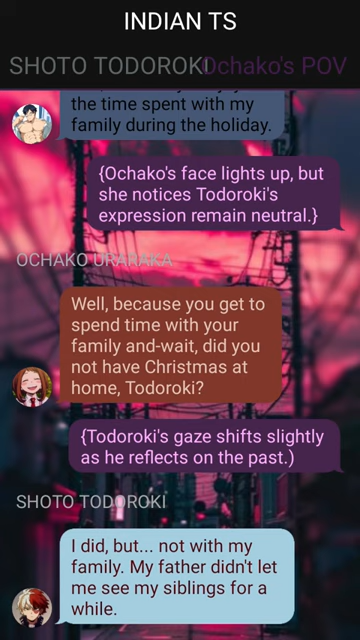 INDIAN TS
SHOTO TODOROKI
Ochako's POV
the time spent with my
family during the holiday.
{Ochako's face lights up, but
she notices Todoroki's
expression remain neutral.}
OCHAKO URARAKA
Well, because you get to
spend time with your
family and-wait, did you
not have Christmas at
home, Todoroki?
{Todoroki's gaze shifts slightly
as he reflects on the past.)
SHOTO TODOROKI
I did, but... not with my
family. My father didn't let
me see my siblings for a
while.